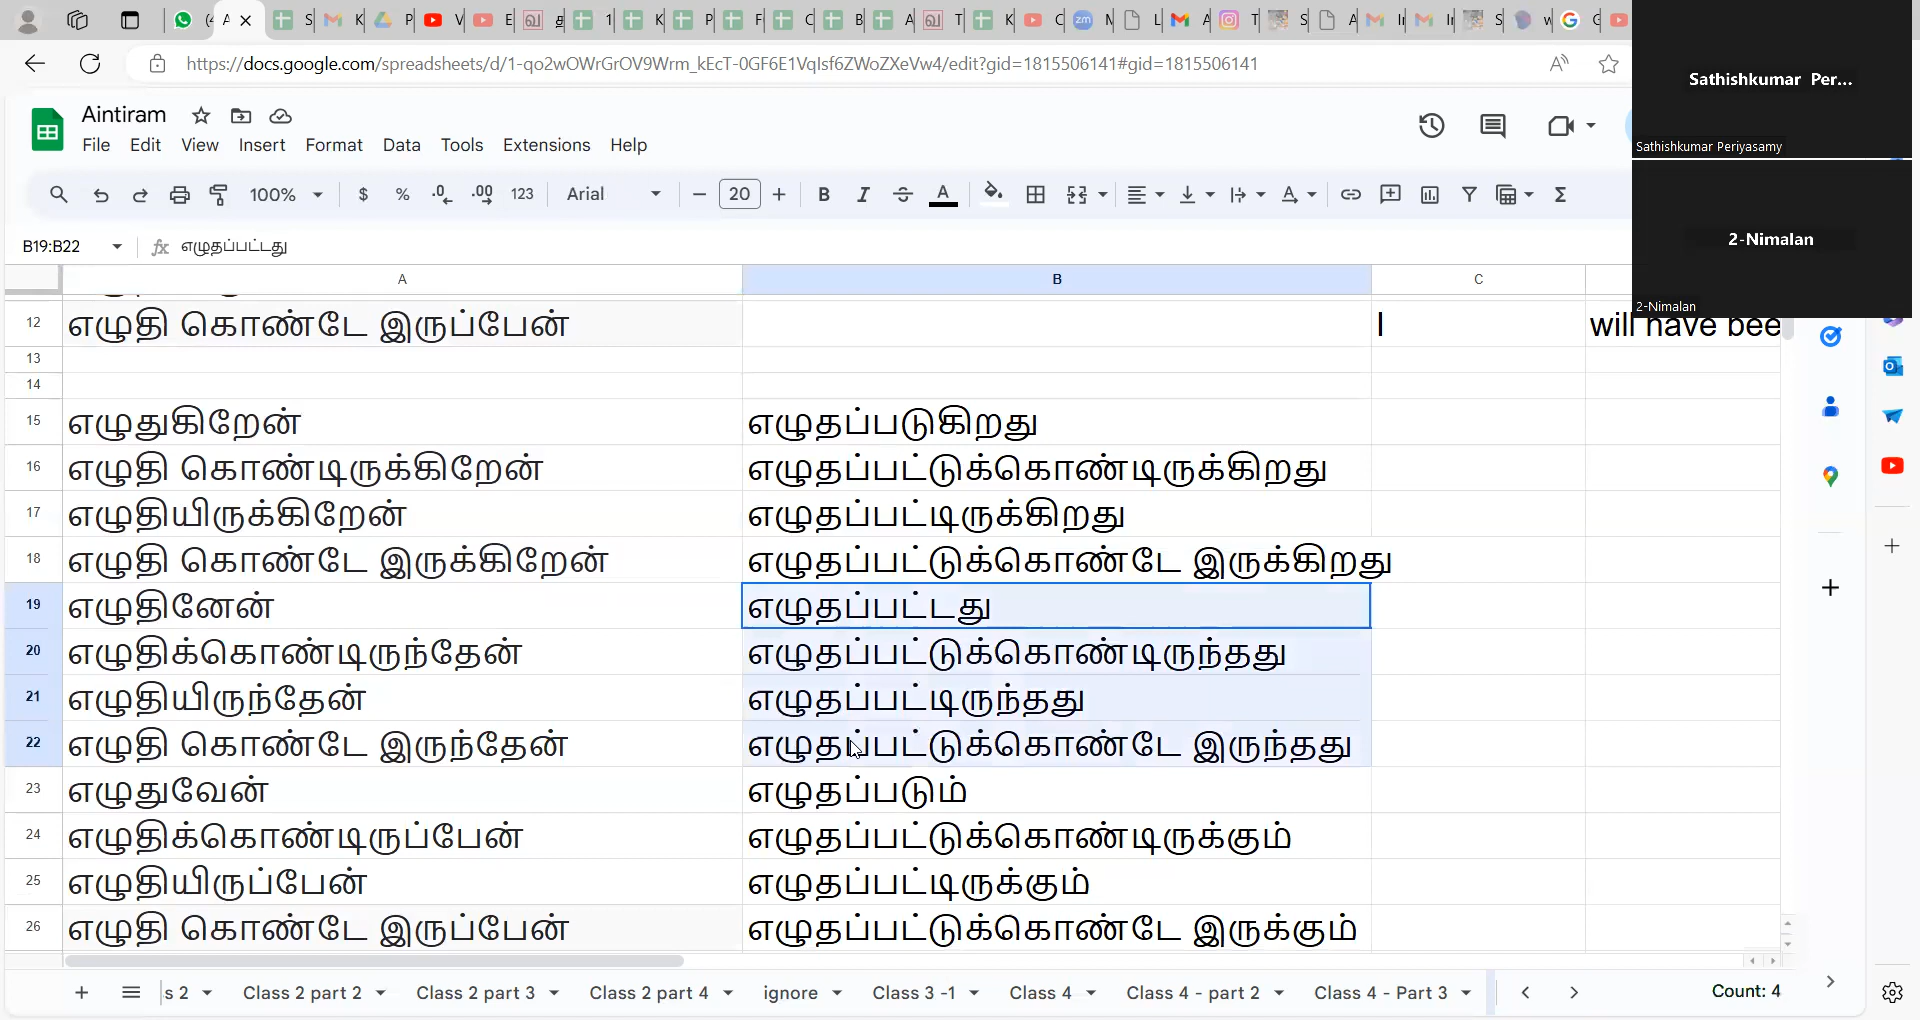 https://docs.google.com/spreadsheets/d/1-qo2wOWrGrOV9Wrm_kEcT-0GF6E1VqIsf6ZWoZXeVw4/edit?gid=1815506141#gid=1815506141
Sathishkumar Per...
Sathishkumar Periyasamy
Aintiram
File Edit View Insert Format Data Tools Extensions Help
100% $ % .0 .00 123 Arial 20
B19:B22 எழுதப்பட்டது
2-Nimalan
2-Nimalan
A B C
12 எழுதி கொண்டே இருப்பேன் I will have bee
13
14
15 எழுதுகிறேன் எழுதப்படுகிறது
16 எழுதி கொண்டிருக்கிறேன் எழுதப்பட்டுக்கொண்டிருக்கிறது
17 எழுதியிருக்கிறேன் எழுதப்பட்டிருக்கிறது
18 எழுதி கொண்டே இருக்கிறேன் எழுதப்பட்டுக்கொண்டே இருக்கிறது
19 எழுதினேன் எழுதப்பட்டது
20 எழுதிக்கொண்டிருந்தேன் எழுதப்பட்டுக்கொண்டிருந்தது
21 எழுதியிருந்தேன் எழுதப்பட்டிருந்தது
22 எழுதி கொண்டே இருந்தேன் எழுதப்பட்டுக்கொண்டே இருந்தது
23 எழுதுவேன் எழுதப்படும்
24 எழுதிக்கொண்டிருப்பேன் எழுதப்பட்டுக்கொண்டிருக்கும்
25 எழுதியிருப்பேன் எழுதப்பட்டிருக்கும்
26 எழுதி கொண்டே இருப்பேன் எழுதப்பட்டுக்கொண்டே இருக்கும்
s 2 Class 2 part 2 Class 2 part 3 Class 2 part 4 ignore Class 3 -1 Class 4 Class 4 - part 2 Class 4 - Part 3 Count: 4